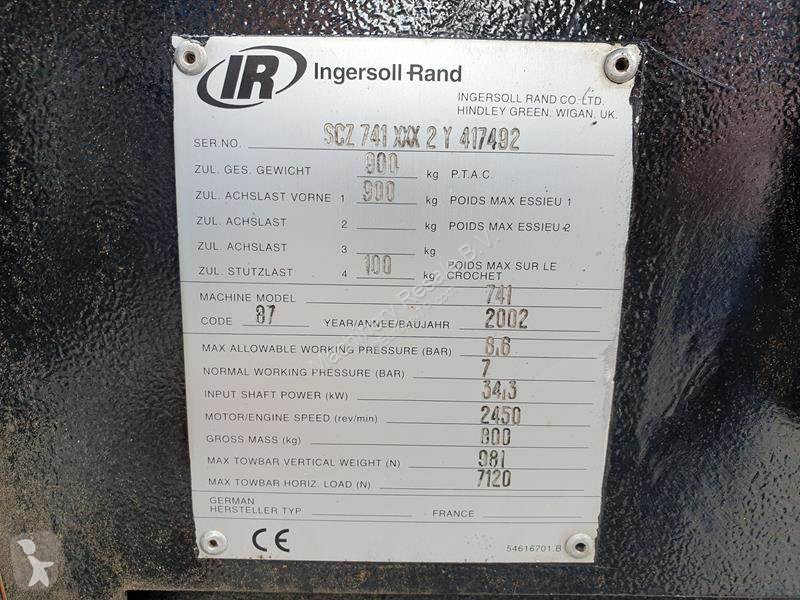 IR Ingersoll-Rand
INGERSOLL RAND CO. LTD.
HINDLEY GREEN, WIGAN, UK.
SER.NO. SCZ 741 XXX 2 Y 417492
ZUL. GES. GEWICHT 900 kg P.T.A.C.
ZUL. ACHSLAST VORNE 1 900 kg POIDS MAX ESSIEU 1
ZUL. ACHSLAST 2 kg POIDS MAX ESSIEU 2
ZUL. ACHSLAST 3 kg
ZUL. STUTZLAST 4 100 kg POIDS MAX SUR LE
CROCHET
MACHINE MODEL 741
CODE 87 YEAR/ANNEE/BAUJAHR 2002
MAX ALLOWABLE WORKING PRESSURE (BAR) 8,6
NORMAL WORKING PRESSURE (BAR) 7
INPUT SHAFT POWER (kW) 34,3
MOTOR/ENGINE SPEED (rev/min) 2450
GROSS MASS (kg) 900
MAX TOWBAR VERTICAL WEIGHT (N) 981
MAX TOWBAR HORIZ. LOAD (N) 7120
GERMAN
HERSTELLER TYP FRANCE
CE 54616701.B
Machinery Resale B.V.